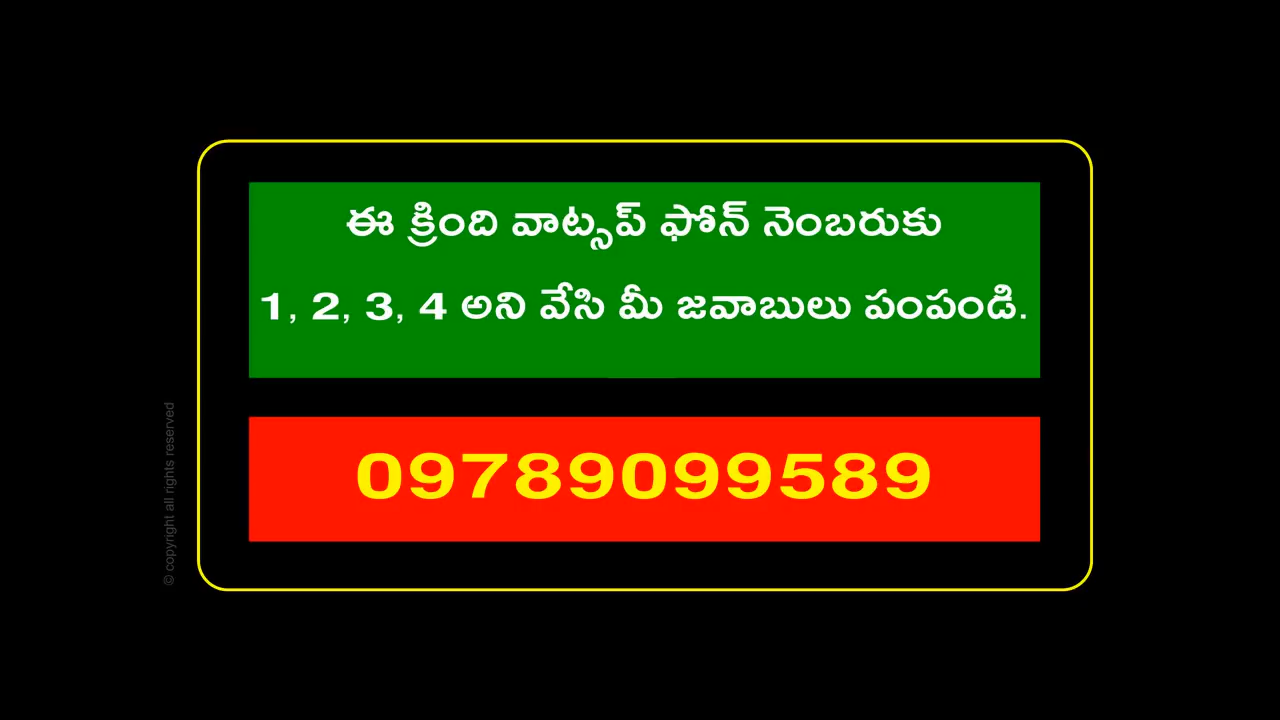 ఈ క్రింది వాట్సప్ ఫోన్ నెంబరుకు
1, 2, 3, 4 అని వేసి మీ జవాబులు పంపండి.
09789099589
© copyright all rights reserved